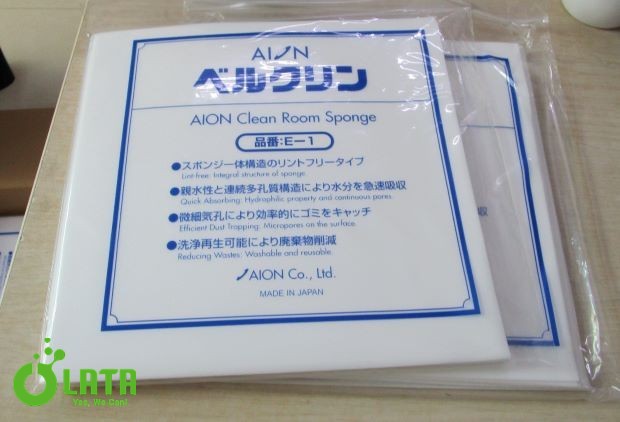 AION
ベルクリン
AION Clean Room Sponge
品番:E-1
●スポンジ一体構造のリントフリータイプ
Lint-free: Integral structure of sponge.
●親水性と連続多孔質構造により水分を急速吸収
Quick Absorbing: Hydrophilic property and continuous pores.
●微細気孔により効率的にゴミをキャッチ
Efficient Dust Trapping: Micropores on the surface.
●洗浄再生可能により廃棄物削減
Reducing Wastes: Washable and reusable.
AION Co., Ltd.
MADE IN JAPAN
LATA
Yes, We Can!